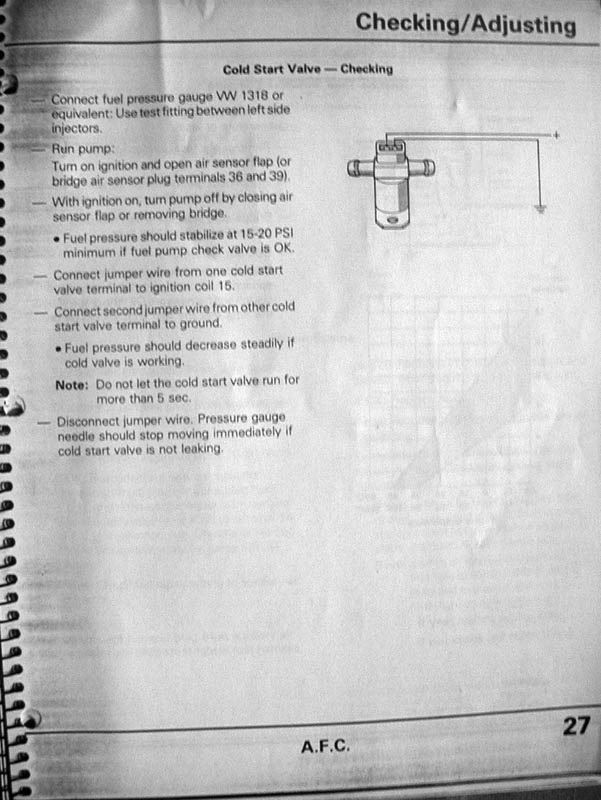 Checking/Adjusting
Cold Start Valve — Checking
— Connect fuel pressure gauge VW 1318 or
equivalent: Use test fitting between left side
injectors.
— Run pump:
Turn on ignition and open air sensor flap (or
bridge air sensor plug terminals 36 and 39).
— With ignition on, turn pump off by closing air
sensor flap or removing bridge.
• Fuel pressure should stabilize at 15-20 PSI
minimum if fuel pump check valve is OK.
— Connect jumper wire from one cold start
valve terminal to ignition coil 15.
— Connect second jumper wire from other cold
start valve terminal to ground.
• Fuel pressure should decrease steadily if
cold valve is working.
Note: Do not let the cold start valve run for
more than 5 sec.
— Disconnect jumper wire. Pressure gauge
needle should stop moving immediately if
cold start valve is not leaking.
+
A.F.C.
27